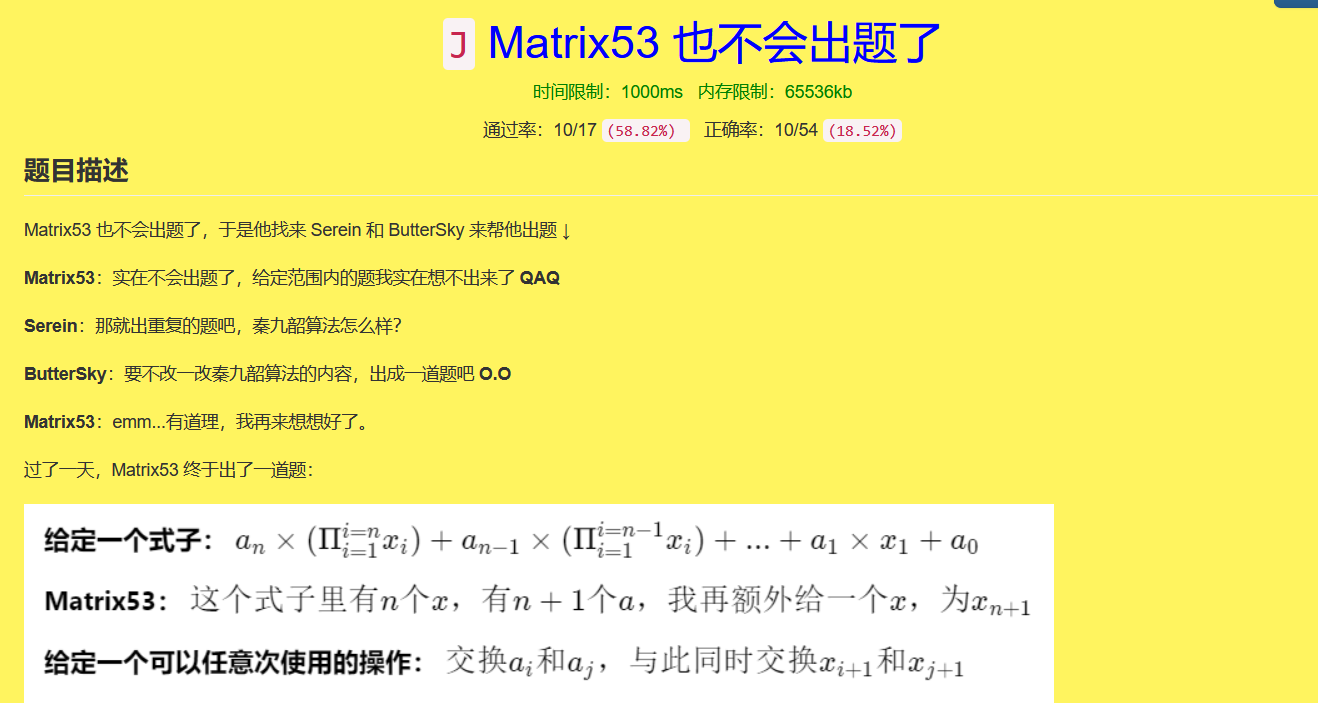 J Matrix53 也不会出题了
时间限制：1000ms 内存限制：65536kb
通过率：10/17 (58.82%) 正确率：10/54 (18.52%)
题目描述
Matrix53 也不会出题了，于是他找来 Serein 和 ButterSky 来帮他出题↓
Matrix53：实在不会出题了，给定范围内的题我实在想不出来了 QAQ
Serein：那就出重复的题吧，秦九韶算法怎么样？
ButterSky：要不改一改秦九韶算法的内容，出成一道题吧 O.O
Matrix53：emm...有道理，我再来想想好了。
过了一天，Matrix53 终于出了一道题：
给定一个式子： $a_n \times (\Pi_{i=1}^{i=n} x_i) + a_{n-1} \times (\Pi_{i=1}^{i=n-1} x_i) + ... + a_1 \times x_1 + a_0$
Matrix53： 这个式子里有$n$个$x$，有$n+1$个$a$，我再额外给一个$x$，为$x_{n+1}$
给定一个可以任意次使用的操作： 交换$a_i$和$a_j$，与此同时交换$x_{i+1}$和$x_{j+1}$